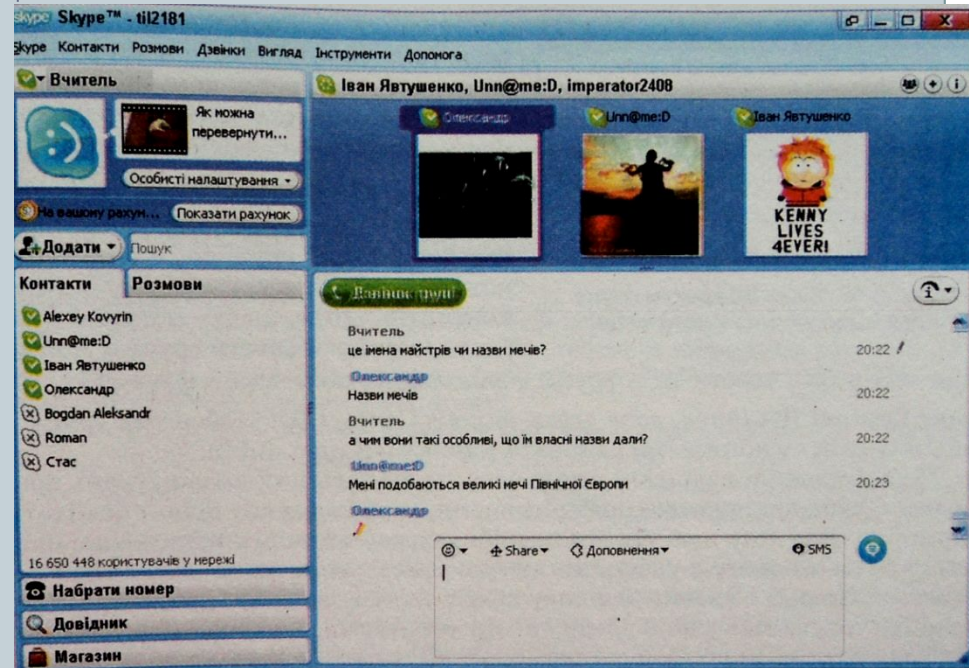 Skype™ - til2181
Skype Контакти Розмови Дзвінки Вигляд Інструменти Допомога
Вчитель
Як можна
перевернути...
Особисті налаштування
На вашому рахун...
Показати рахунок
Додати
Пошук
Контакти
Розмови
Alexey Kovyrin
Unn@me:D
Іван Явтушенко
Олександр
Bogdan Aleksandr
Roman
Стас
16 650 448 користувачів у мережі
Набрати номер
Довідник
Магазин
Іван Явтушенко, Unn@me:D, imperator2408
Олександр
Unn@me:D
Іван Явтушенко
KENNY
LIVES
4EVER!
Дзвінок групі
Вчитель
це імена майстрів чи назви мечів? 20:22
Олександр
Назви мечів 20:22
Вчитель
а чим вони такі особливі, що їм власні назви дали? 20:22
Unn@me:D
Мені подобаються великі мечі Північної Європи 20:23
Олександр
Share
Доповнення
SMS